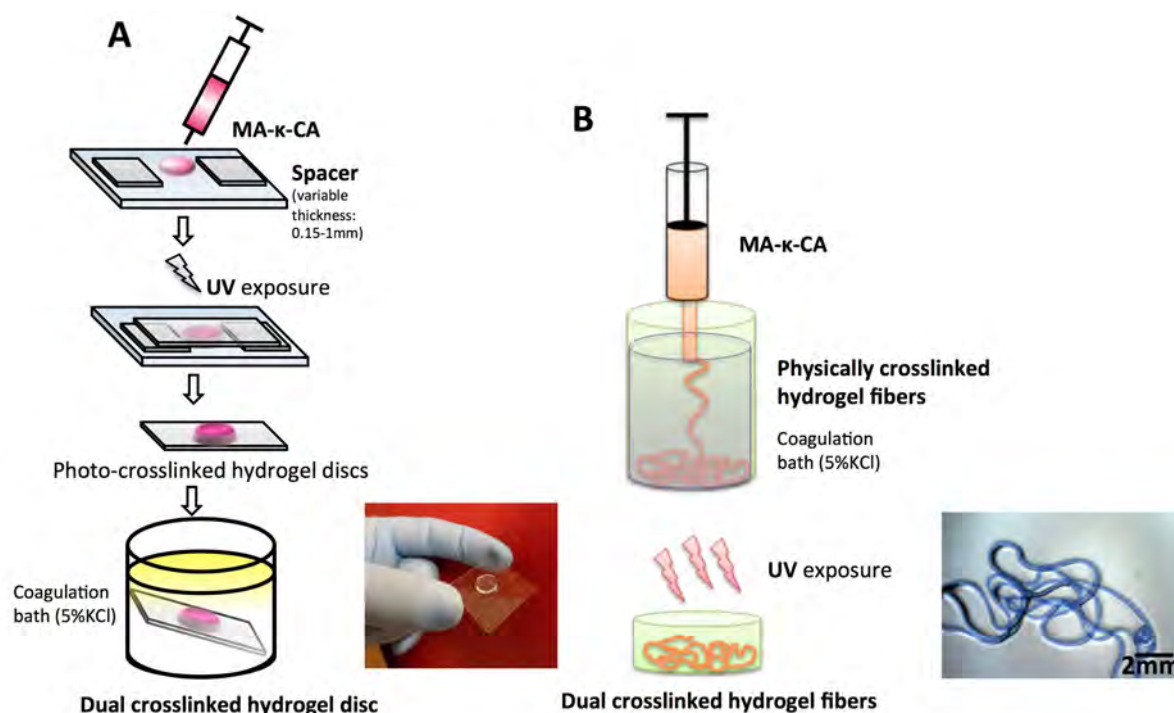 A
MA-κ-CA
Spacer
(variable
thickness:
0.15-1mm)
UV exposure
Photo-crosslinked hydrogel discs
Coagulation
bath (5%KCl)
Dual crosslinked hydrogel disc
B
MA-κ-CA
Physically crosslinked
hydrogel fibers
Coagulation
bath (5%KCl)
UV exposure
2mm
Dual crosslinked hydrogel fibers